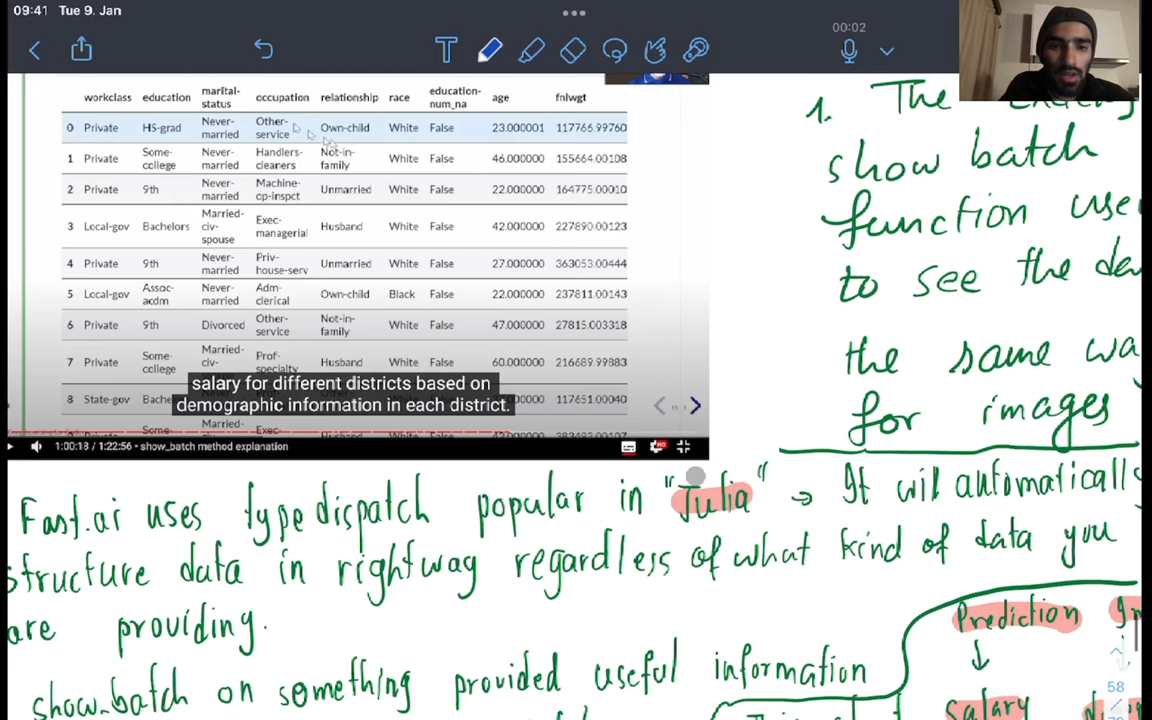 09:41 Tue 9. Jan
00:02
workclass education marital-status occupation relationship race education-num_na age fnlwgt
0 Private HS-grad Never-married Other-service Own-child White False 23.000001 117766.99760
1 Private Some-college Never-married Handlers-cleaners Not-in-family White False 46.000000 155664.00108
2 Private 9th Never-married Machine-op-inspct Unmarried White False 22.000000 164775.00010
3 Local-gov Bachelors Married-civ-spouse Exec-managerial Husband White False 42.000000 227890.00123
4 Private 9th Never-married Priv-house-serv Unmarried White False 27.000000 363053.00444
5 Local-gov Assoc-acdm Never-married Adm-clerical Own-child Black False 22.000000 237811.00143
6 Private 9th Divorced Other-service Not-in-family White False 47.000000 27815.003318
7 Private Some-college Married-civ- Prof-specialty Husband White False 60.000000 216689.99883
8 State-gov 117651.00040
Married- Exec-
salary for different districts based on
demographic information in each district.
1:00:18 / 1:22:56 • show_batch method explanation
1. The
show batch
function use
to see the
the same
for images
Fast.ai uses typedispatch popular in "Julia" → It will automatically
structure data in right way regardless of what kind of data you
are providing.
show_batch on something provided useful information
Prediction
↓
salary
58